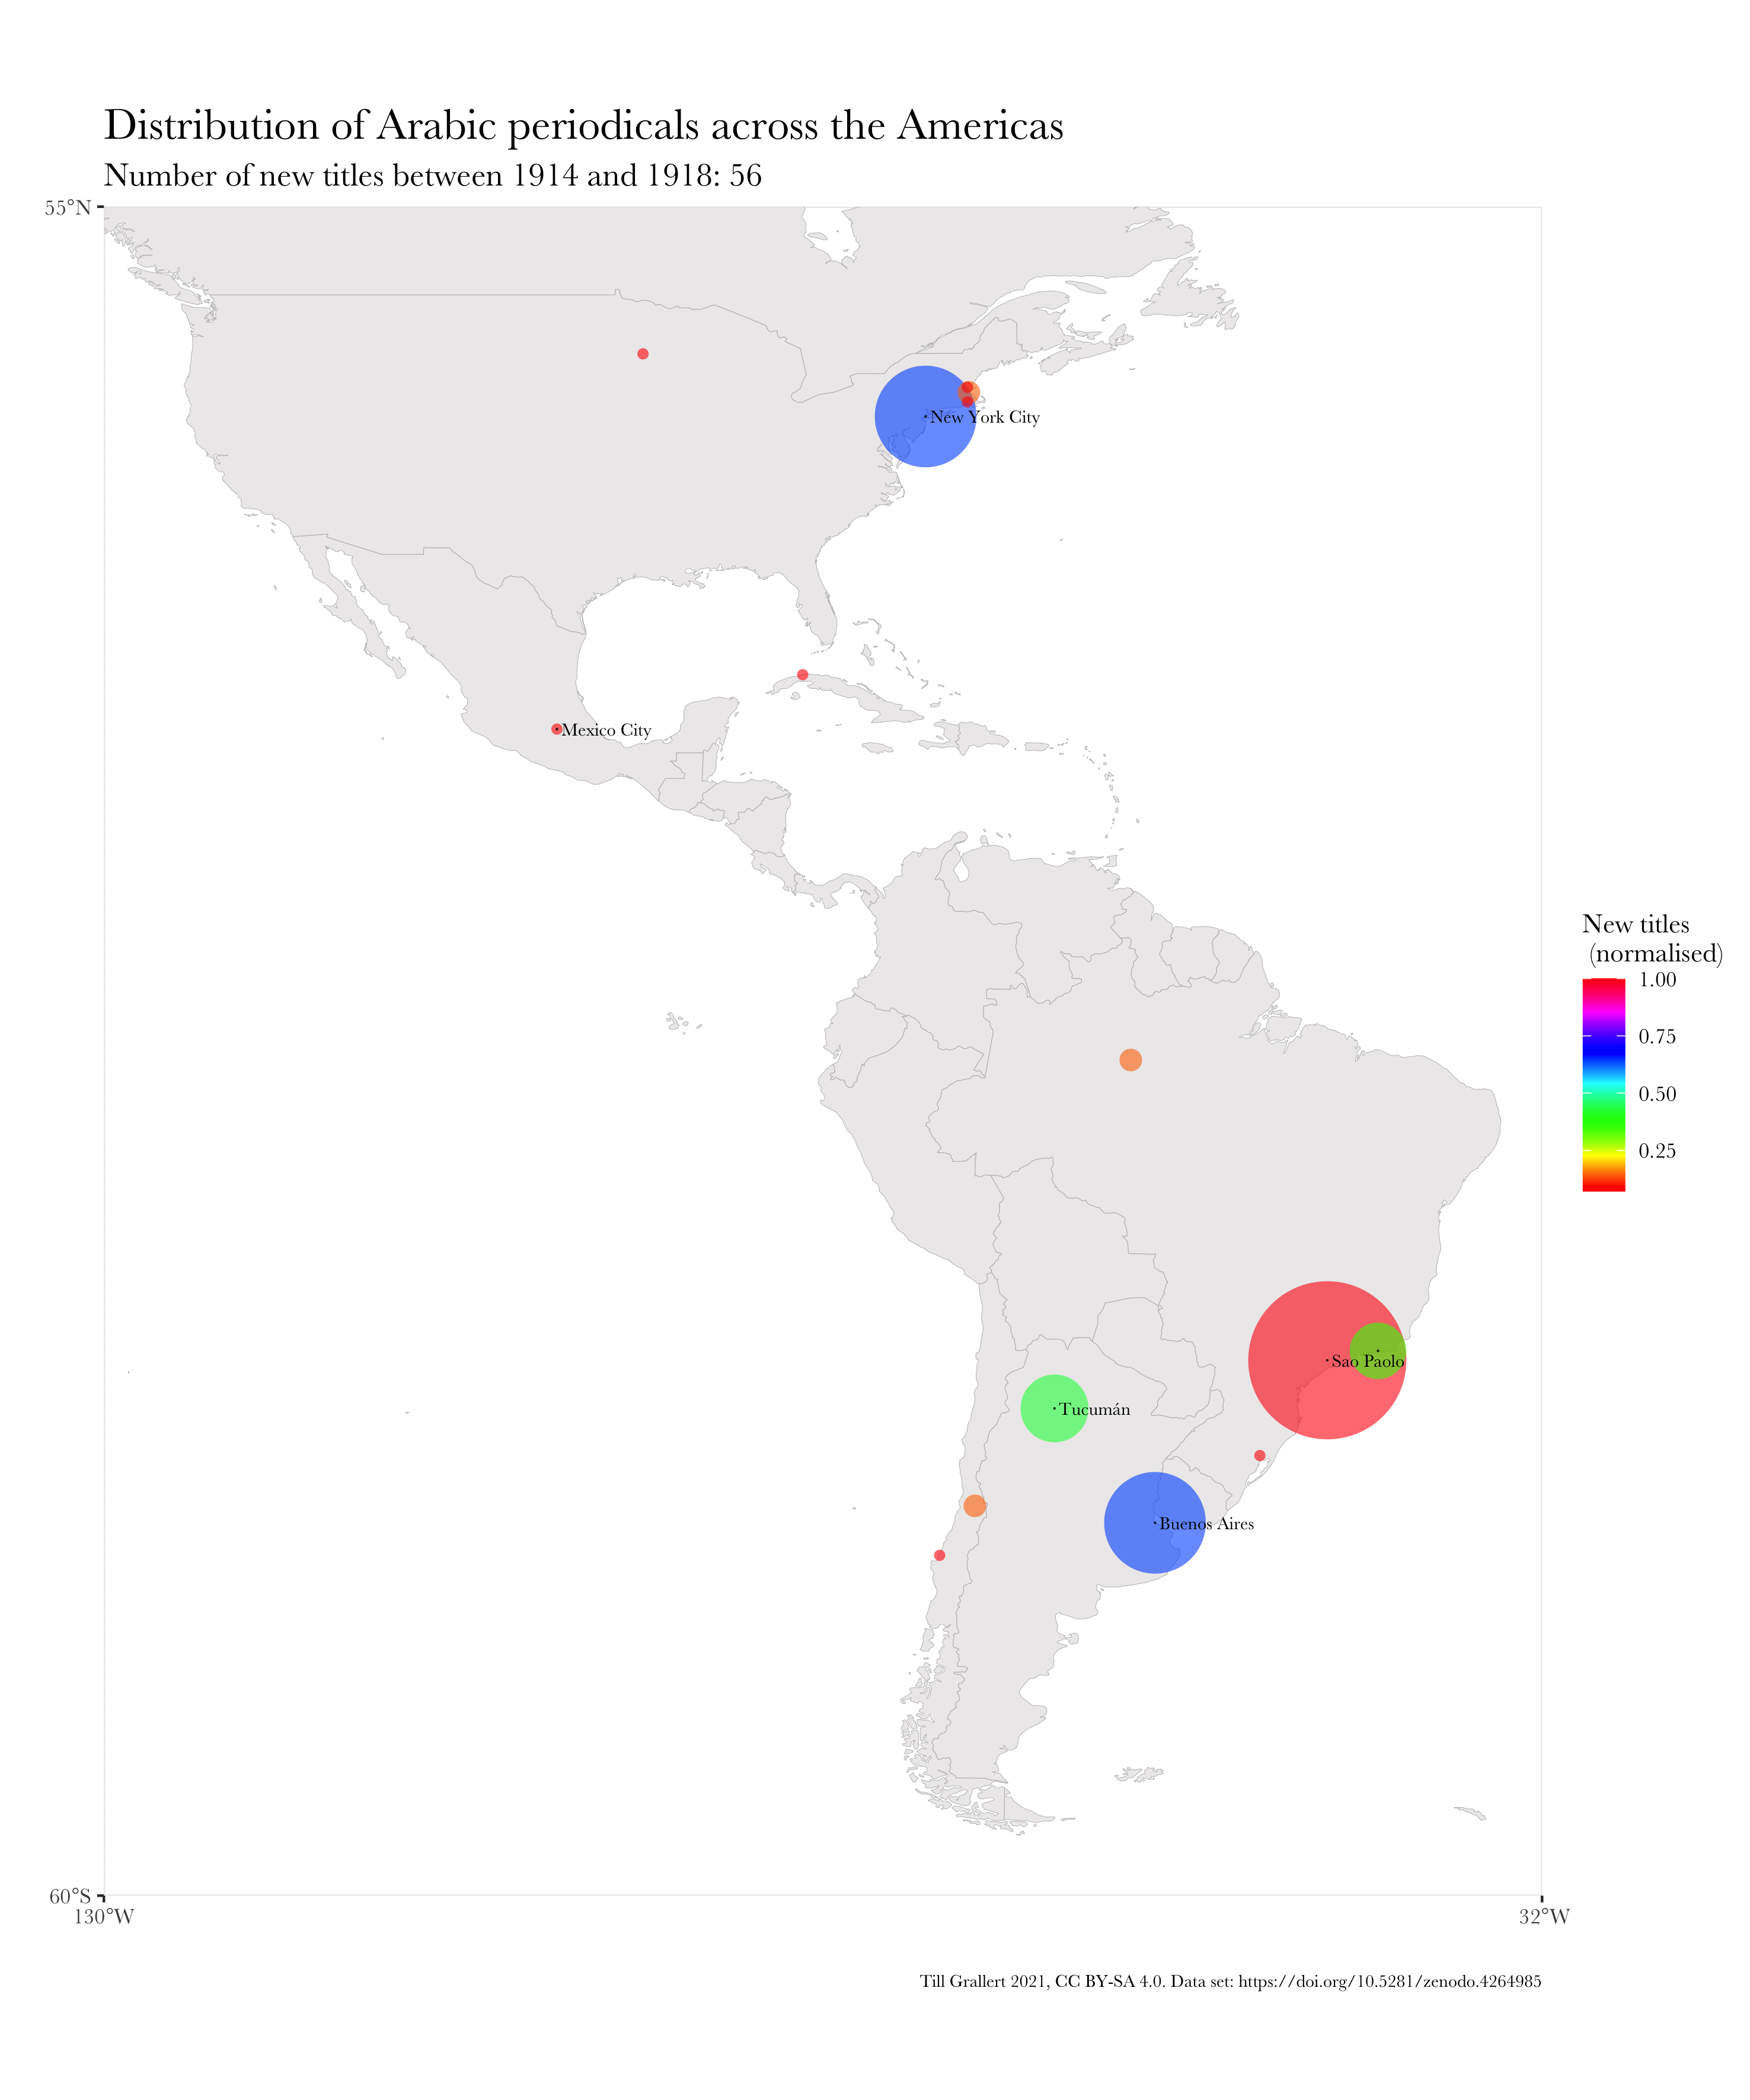 Distribution of Arabic periodicals across the Americas
Number of new titles between 1914 and 1918: 56
55°N
New York City
Mexico City
New titles
(normalised)
1.00
0.75
0.50
0.25
Sao Paolo
Tucumán
Buenos Aires
60°S
130°W
32°W
Till Grallert 2021, CC BY-SA 4.0. Data set: https://doi.org/10.5281/zenodo.4264985